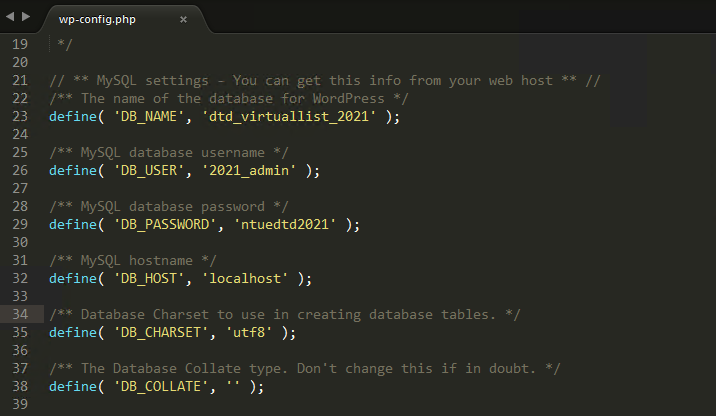 wp-config.php ×
19 */
20
21 // ** MySQL settings - You can get this info from your web host ** //
22 /** The name of the database for WordPress */
23 define( 'DB_NAME', 'dtd_virtuallist_2021' );
24
25 /** MySQL database username */
26 define( 'DB_USER', '2021_admin' );
27
28 /** MySQL database password */
29 define( 'DB_PASSWORD', 'ntuedtd2021' );
30
31 /** MySQL hostname */
32 define( 'DB_HOST', 'localhost' );
33
34 /** Database Charset to use in creating database tables. */
35 define( 'DB_CHARSET', 'utf8' );
36
37 /** The Database Collate type. Don't change this if in doubt. */
38 define( 'DB_COLLATE', '' );
39